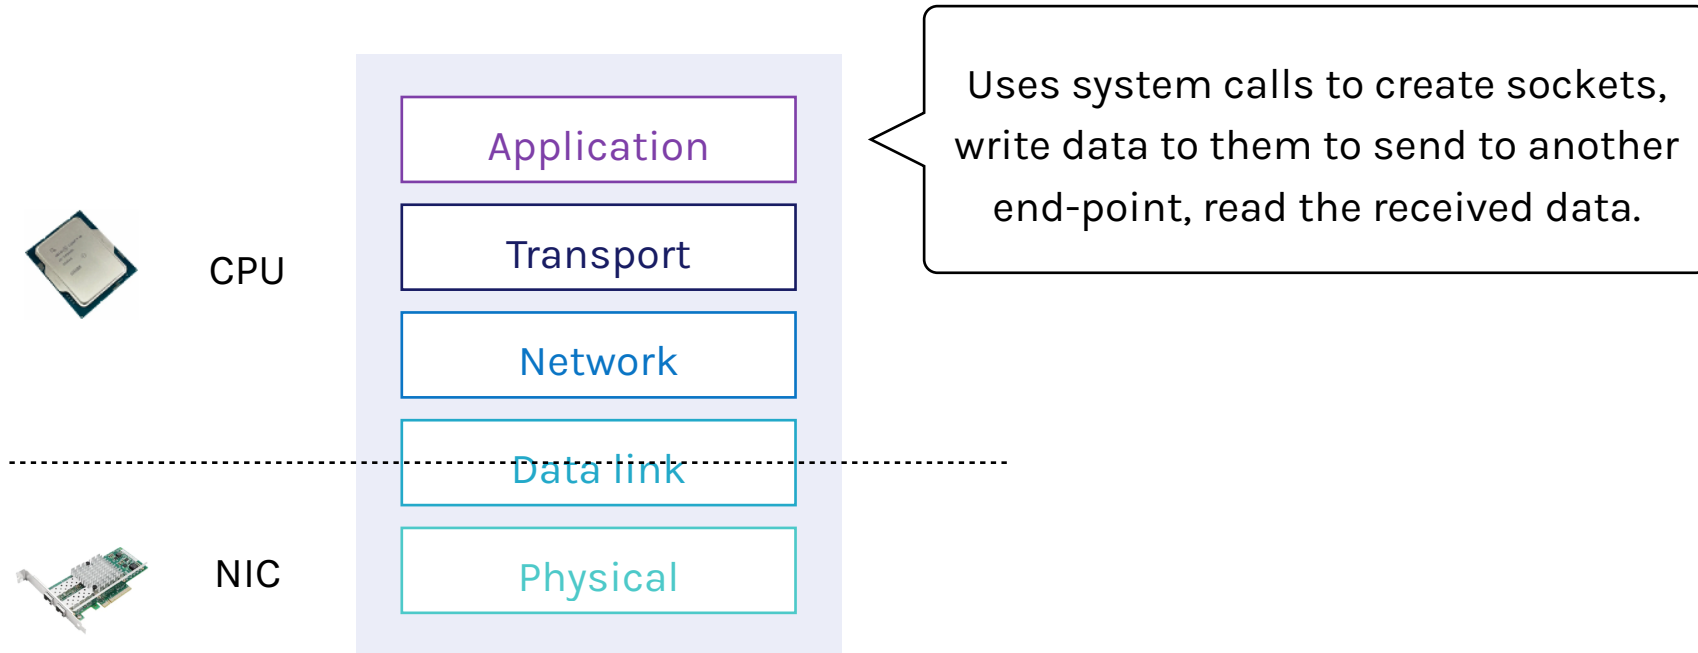 Uses system calls to create sockets,
write data to them to send to another
end-point, read the received data.
Application
Transport
Network
Data link
Physical
CPU
NIC